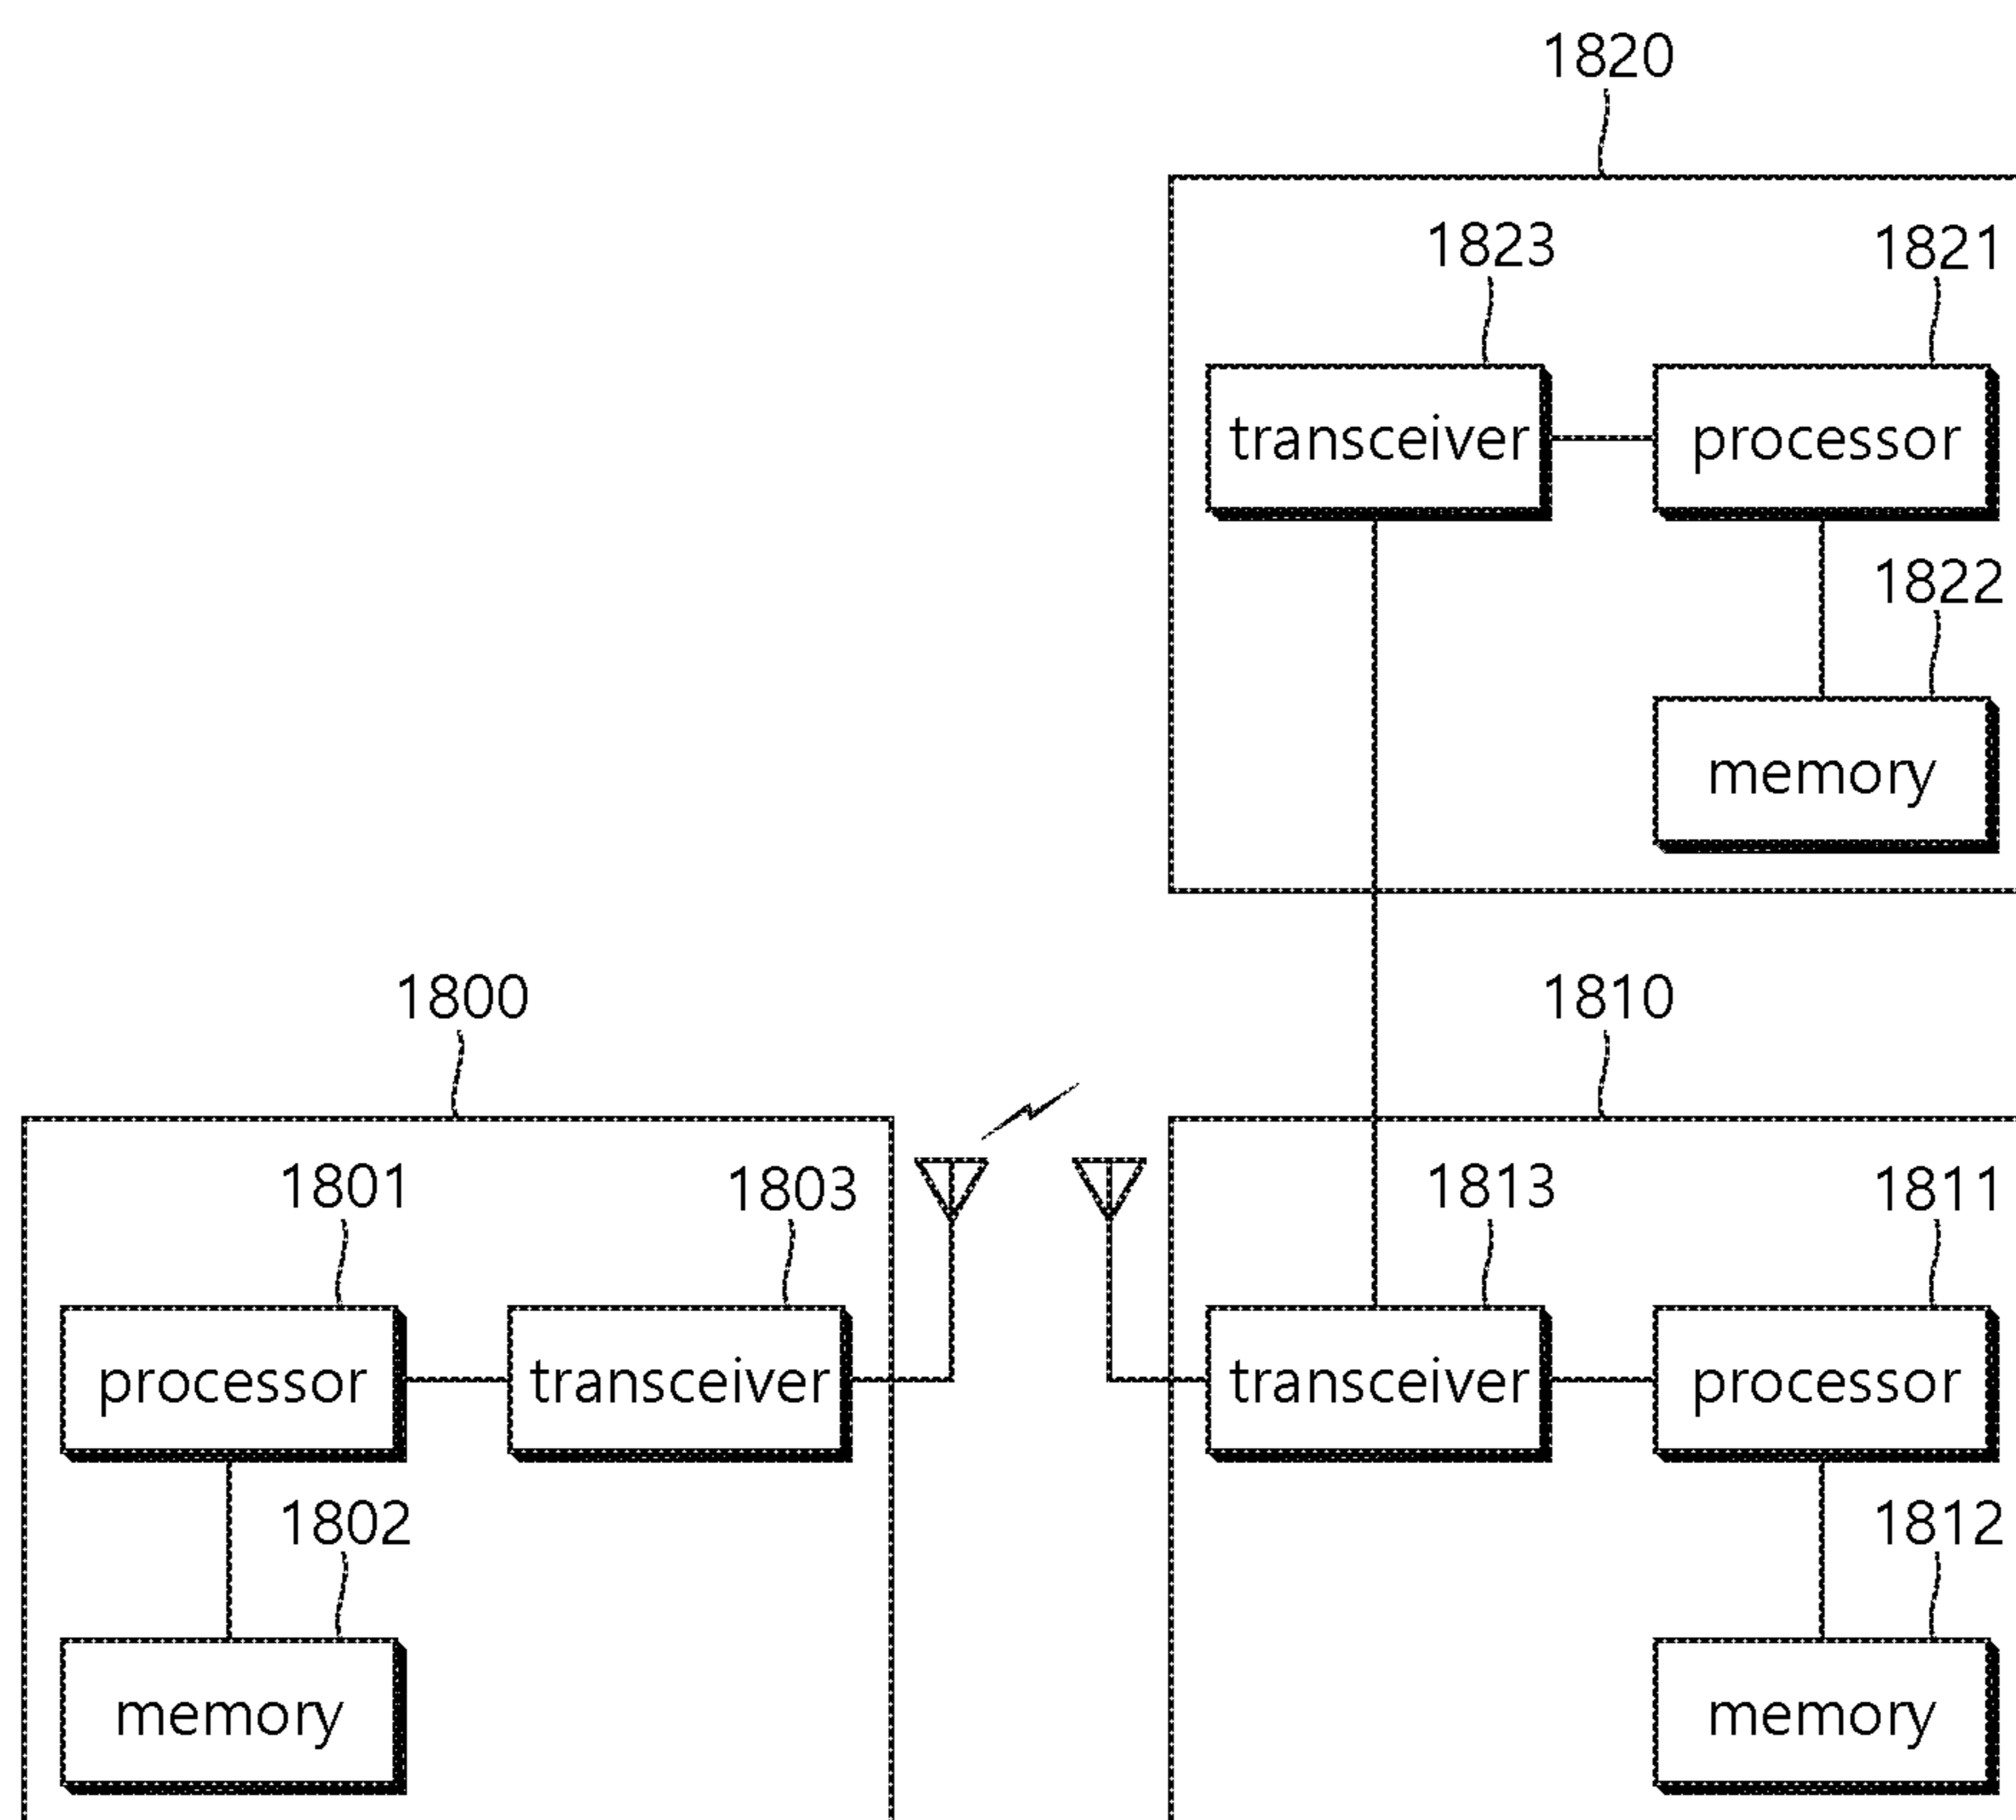 1820
1823 1821
transceiver processor
1822
memory
1800 1810
1801 1803 1813 1811
processor transceiver transceiver processor
1802 1812
memory memory